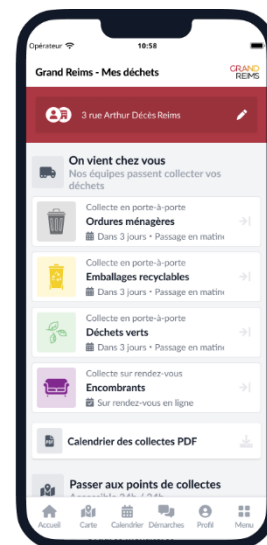 Opérateur
10:58
Grand Reims - Mes déchets
GRAND
REIMS
3 rue Arthur Décès Reims
On vient chez vous
Nos équipes passent collecter vos
déchets
Collecte en porte-à-porte
Ordures ménagères
Dans 3 jours • Passage en matin
Collecte en porte-à-porte
Emballages recyclables
Dans 3 jours • Passage en matin
Collecte en porte-à-porte
Déchets verts
Dans 3 jours • Passage en matin
Collecte sur rendez-vous
Encombrants
Sur rendez-vous en ligne
Calendrier des collectes PDF
Passer aux points de collectes
Accueil Carte Calendrier Démarches Profil Menu